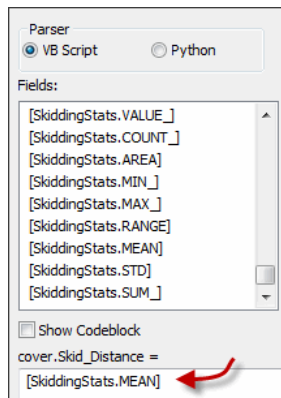 Parser
VB Script Python
Fields:
[SkiddingStats.VALUE_]
[SkiddingStats.COUNT_]
[SkiddingStats.AREA]
[SkiddingStats.MIN_]
[SkiddingStats.MAX_]
[SkiddingStats.RANGE]
[SkiddingStats.MEAN]
[SkiddingStats.STD]
[SkiddingStats.SUM_]
Show Codeblock
cover.Skid_Distance =
[SkiddingStats.MEAN]